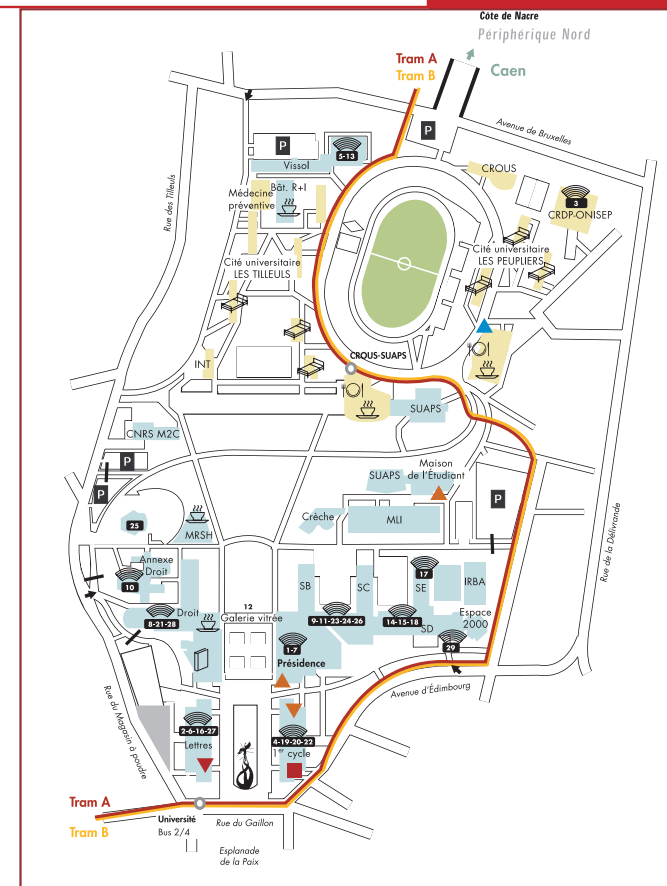 Côte de Nacre
Périphérique Nord
Tram A
Tram B
Caen
Avenue de Bruxelles
P
P
5-13
Vissol
CROUS
Bât. R+I
Médecine
préventive
3
CRDP-ONISEP
Rue des Tilleuls
Cité universitaire
LES PEUPLIERS
Cité universitaire
LES TILLEULS
CROUS-SUAPS
INT
SUAPS
CNRS M2C
P
P
Maison
de l'Étudiant
SUAPS
P
Crèche
MLI
25
MRSH
Rue de la Délivrande
Annexe
Droit
10
17
SB
SC
SE
IRBA
8-21-28
Droit
12
Galerie vitrée
9-11-23-24-26
14-15-18
SD
Espace
2000
29
1-7
Présidence
Avenue d'Édimbourg
Rue du Magasin à poudre
2-6-16-27
Lettres
4-19-20-22
1er cycle
Tram A
Tram B
Université
Bus 2/4
Rue du Gaillon
Esplanade
de la Paix